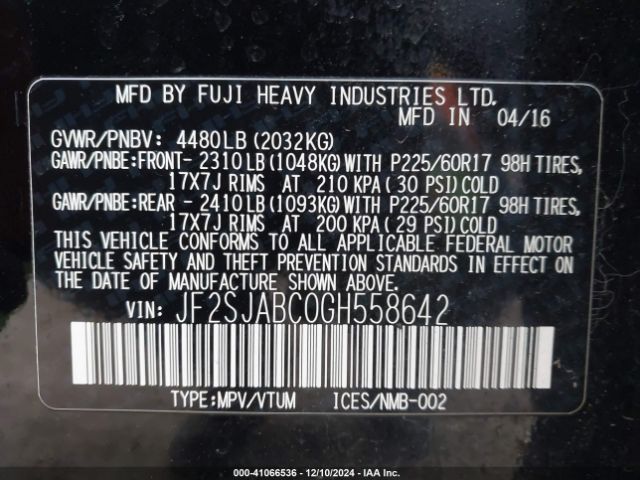 MFD BY FUJI HEAVY INDUSTRIES LTD.
MFD IN 04/16
GVWR/PNBV: 4480LB(2032KG)
GAWR/PNBE:FRONT- 2310LB(1048KG)WITH P225/60R17 98H TIRES,
17X7J RIMS AT 210 KPA( 30 PSI)COLD
GAWR/PNBE:REAR - 2410LB(1093KG)WITH P225/60R17 98H TIRES,
17X7J RIMS AT 200 KPA( 29 PSI)COLD
THIS VEHICLE CONFORMS TO ALL APPLICABLE FEDERAL MOTOR
VEHICLE SAFETY AND THEFT PREVENTION STANDARDS IN EFFECT ON
THE DATE OF MANUFACTURE SHOWN ABOVE.
VIN: JF2SJABC0GH558642
TYPE:MPV/VTUM ICES/NMB-002
000-41066536 - 12/10/2024 - IAA Inc.